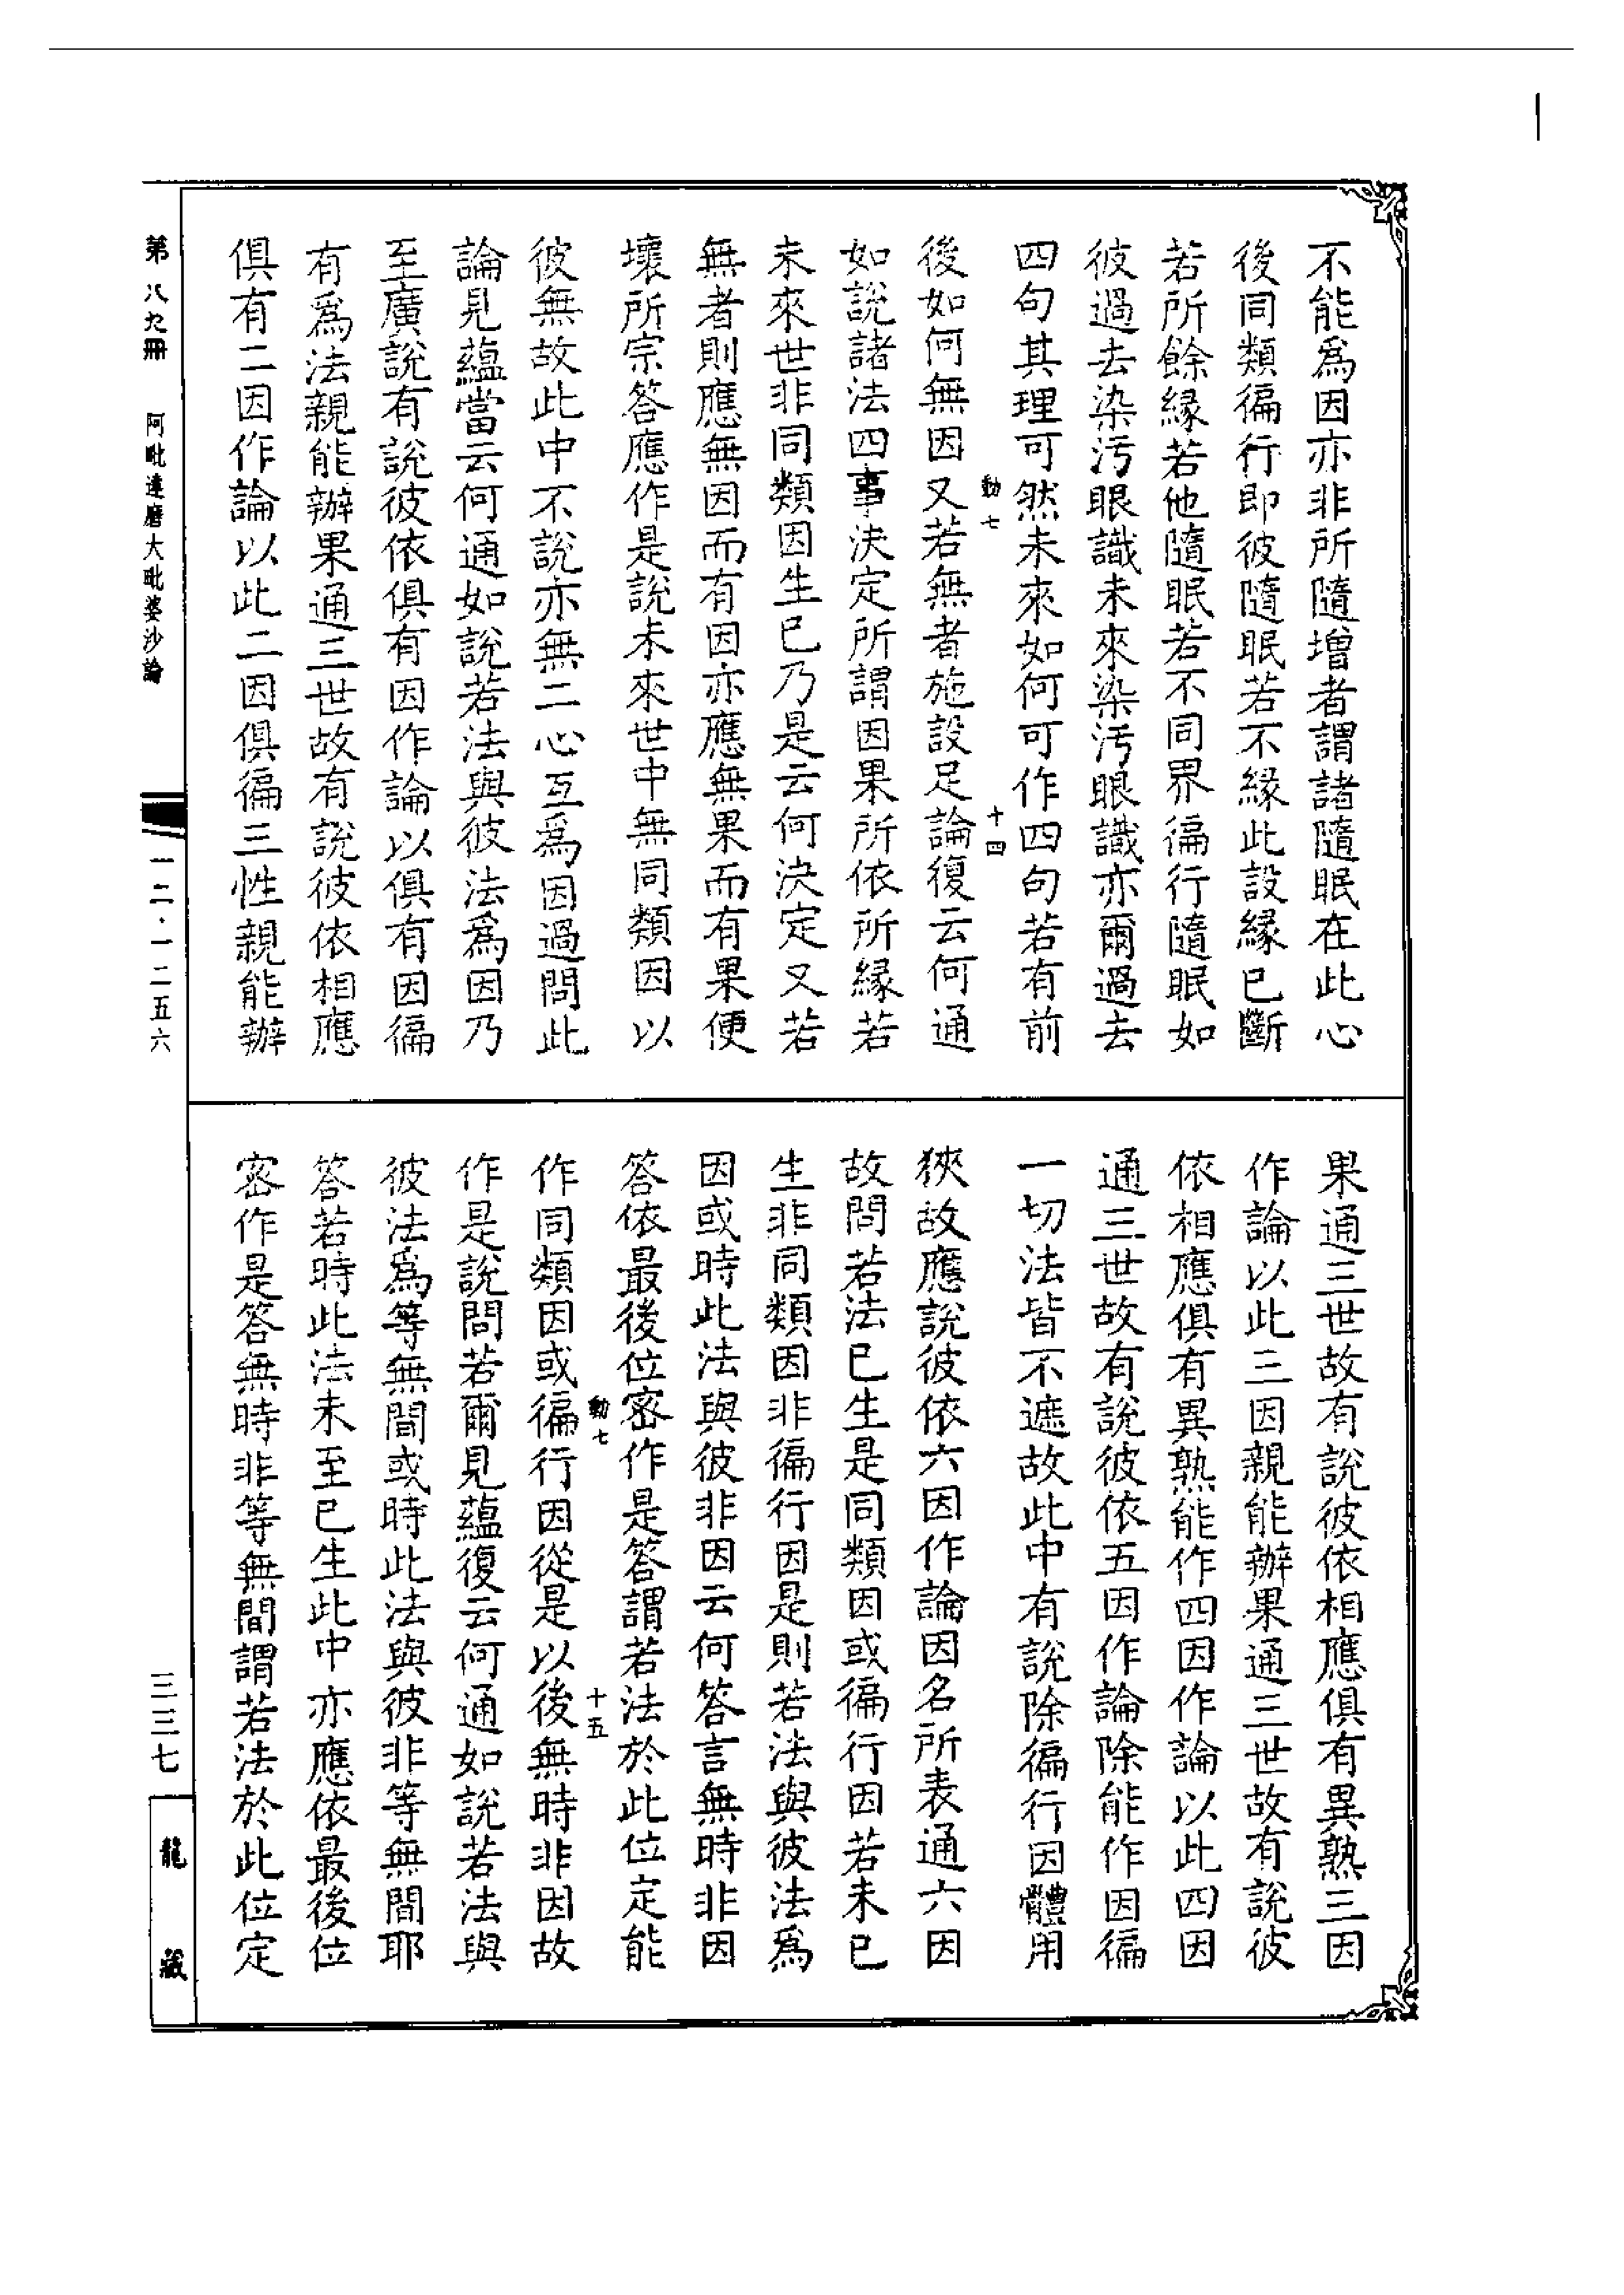 不能爲因亦非所隨增者謂諸隨眠在此心
後同類徧行即彼隨眠若不緣此設緣已斷
若所餘緣若他隨眠若不同界徧行隨眠如
彼過去染污眼識未來染污眼識亦爾過去
四句其理可然未來如何可作四句若有前
動七
十四
後如何無因又若無者施設足論復云何通
如說諸法四事決定所謂因果所依所緣若
未來世非同類因生已乃是云何決定又若
無者則應無因而有因亦應無果而有果便
壞所宗答應作是說未來世中無同類因以
彼無故此中不說亦無二心互爲因過問此
論見蘊當云何通如說若法與彼法爲因乃
至廣說有說彼依俱有因作論以俱有因徧
有爲法親能辦果通三世故有說彼依相應
俱有二因作論以此二因俱徧三性親能辦
果通三世故有說彼依相應俱有異熟三因
作論以此三因親能辦果通三世故有說彼
依相應俱有異熟能作四因作論以此四因
通三世故有說彼依五因作論除能作因徧
一切法皆不遮故此中有說除徧行因體用
狹故應說彼依六因作論因名所表通六因
故問若法已生是同類因或徧行因若未已
生非同類因非徧行因是則若法與彼法爲
因或時此法與彼非因云何答言無時非因
答依最後位密作是答謂若法於此位定能
動七
十五
作同類因或徧行因從是以後無時非因故
作是說問若爾見蘊復云何通如說若法與
彼法爲等無間或時此法與彼非等無間耶
答若時此法未至已生此中亦應依最後位
密作是答無時非等無間謂若法於此位定
第八九冊 阿毗達磨大毗婆沙論
一二·一二五六
三三七
龍藏